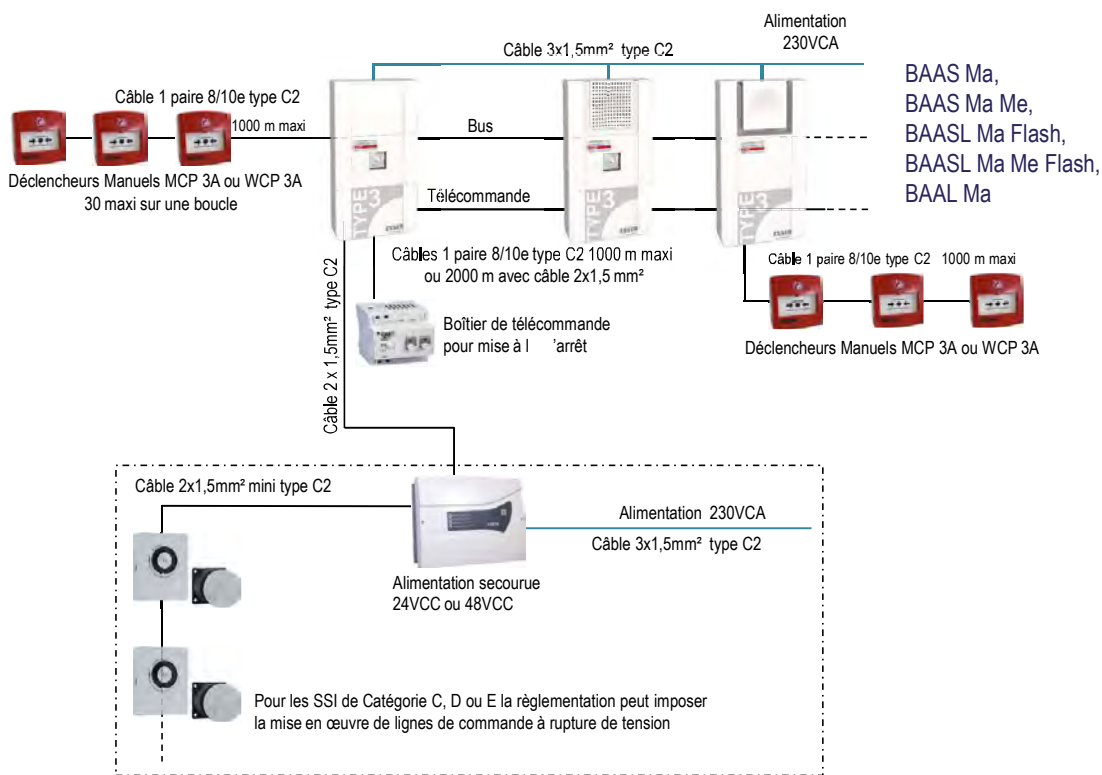 Alimentation
230VCA
Câble 3x1,5mm² type C2
BAAS Ma,
BAAS Ma Me,
BAASL Ma Flash,
BAASL Ma Me Flash,
BAAL Ma
Câble 1 paire 8/10e type C2
1000 m maxi
Bus
Déclencheurs Manuels MCP 3A ou WCP 3A
30 maxi sur une boucle
Télécommande
TYPE 3
ESSER
TYPE 3
ESSER
TYPE 3
ESSER
Câbles 1 paire 8/10e type C2 1000 m maxi
ou 2000 m avec câble 2x1,5 mm²
Câble 1 paire 8/10e type C2 1000 m maxi
Câble 2 x 1,5mm² type C2
Boîtier de télécommande
pour mise à l ’arrêt
Déclencheurs Manuels MCP 3A ou WCP 3A
Câble 2x1,5mm² mini type C2
Alimentation 230VCA
Câble 3x1,5mm² type C2
Alimentation secourue
24VCC ou 48VCC
Pour les SSI de Catégorie C, D ou E la règlementation peut imposer
la mise en œuvre de lignes de commande à rupture de tension